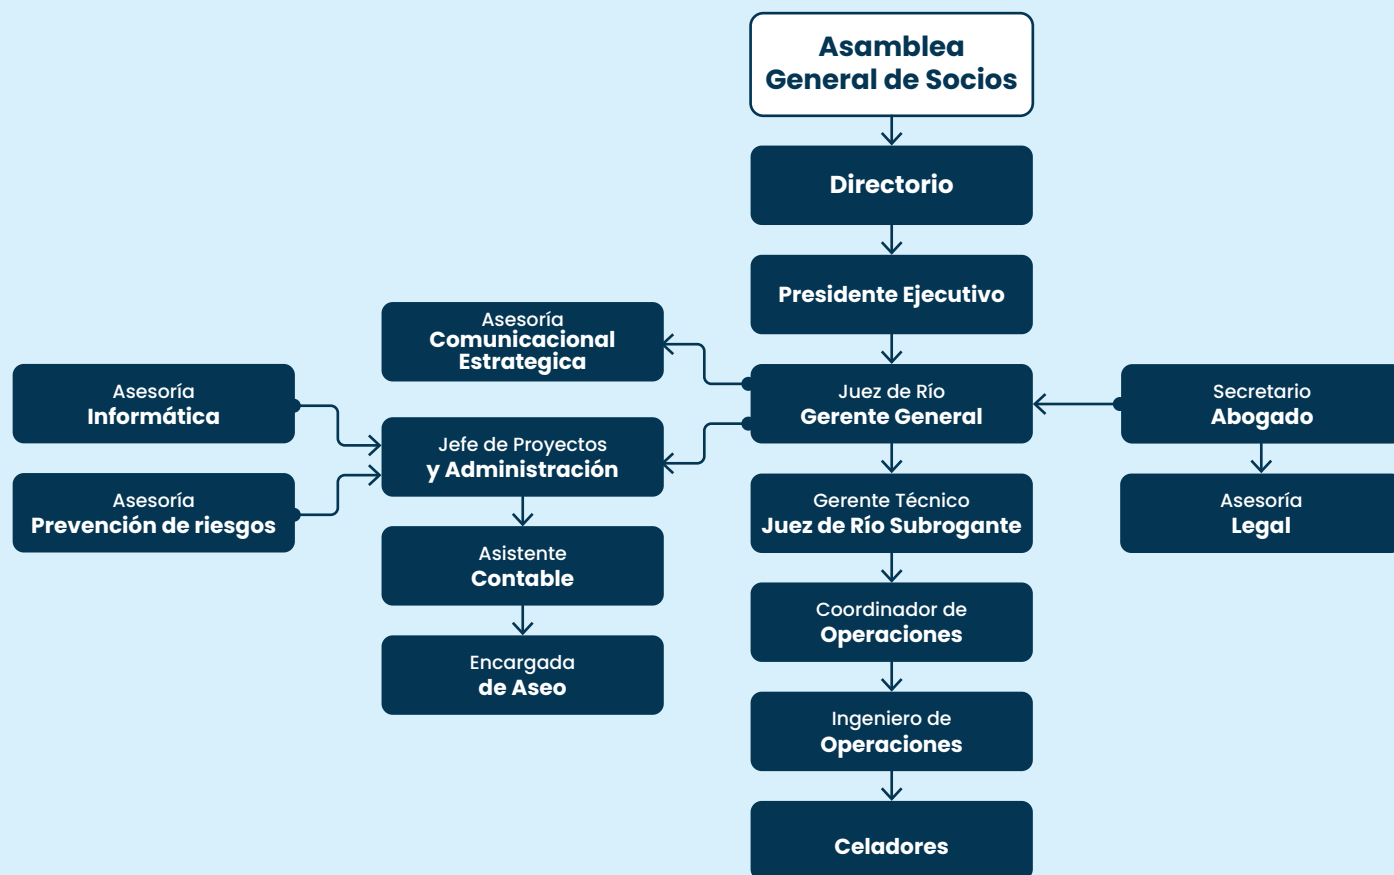 Asamblea
General de Socios
Directorio
Presidente Ejecutivo
Asesoría
Comunicacional
Estrategica
Asesoría
Informática
Juez de Río
Gerente General
Secretario
Abogado
Jefe de Proyectos
y Administración
Asesoría
Prevención de riesgos
Gerente Técnico
Juez de Río Subrogante
Asesoría
Legal
Asistente
Contable
Coordinador de
Operaciones
Encargada
de Aseo
Ingeniero de
Operaciones
Celadores